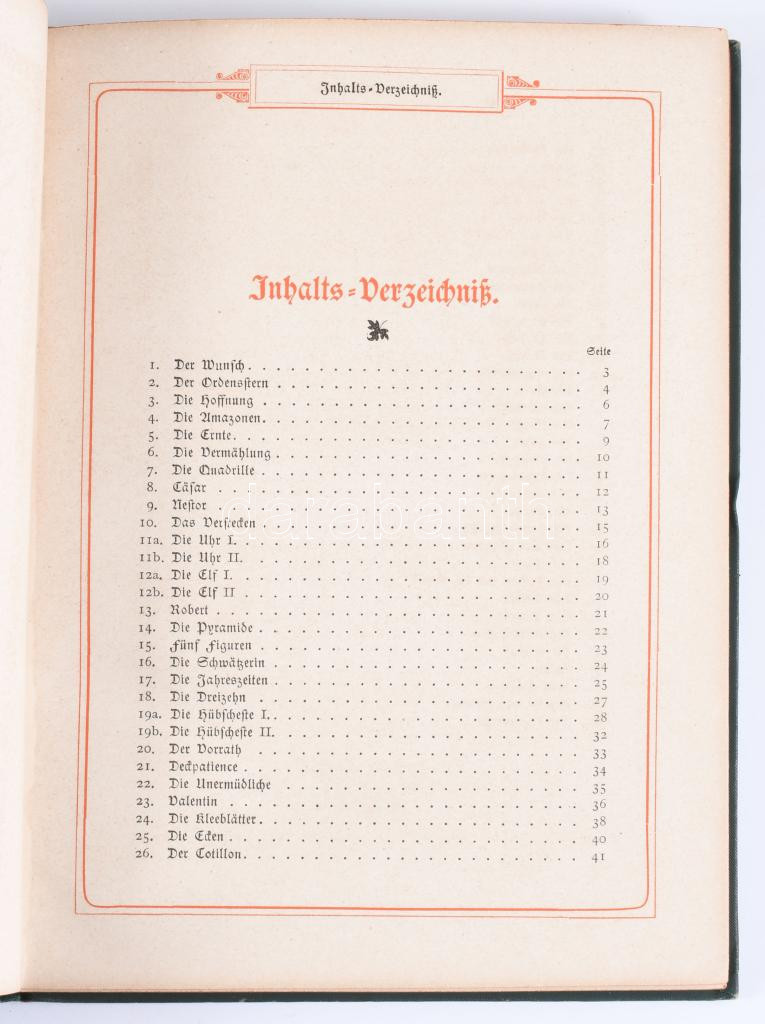 Inhalts-Verzeichniß.
Inhalts-Verzeichniß.
Seite
1. Der Wunsch. . . . . 3
2. Der Ordensstern . . . . 4
3. Die Hoffnung . . . . 6
4. Die Amazonen. . . . . 7
5. Die Ernte. . . . . 9
6. Die Vermählung . . . . 10
7. Die Quadrille . . . . 11
8. Cäsar . . . . 12
9. Nestor . . . . 13
10. Das Verstecken . . . . 15
11a. Die Uhr I. . . . . 16
11b. Die Uhr II. . . . . 18
12a. Die Elf I. . . . . 19
12b. Die Elf II . . . . 20
13. Robert . . . . 21
14. Die Pyramide . . . . 22
15. Fünf Figuren . . . . 23
16. Die Schwätzerin . . . . 24
17. Die Jahreszeiten . . . . 25
18. Die Dreizehn . . . . 27
19a. Die Hübscheste I. . . . . 28
19b. Die Hübscheste II. . . . . 32
20. Der Vorrath . . . . 33
21. Deckpatience . . . . 34
22. Die Unermüdliche . . . . 35
23. Valentin . . . . 36
24. Die Kleeblätter. . . . . 38
25. Die Ecken . . . . 40
26. Der Cotillon. . . . . 41
darabanth